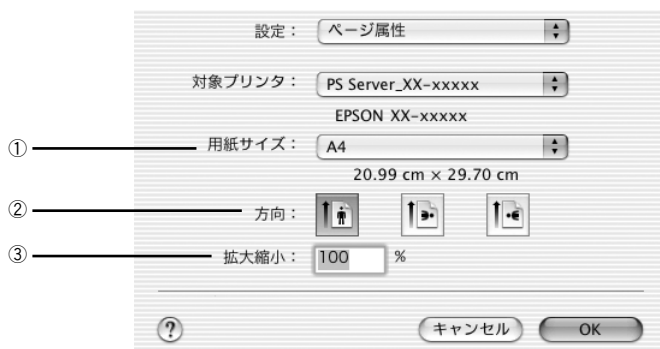 設定： ページ属性
対象プリンタ： PS Server_XX-xxxxx
EPSON XX-xxxxx
① 用紙サイズ： A4
20.99 cm × 29.70 cm
② 方向：
③ 拡大縮小： 100 %
? キャンセル OK